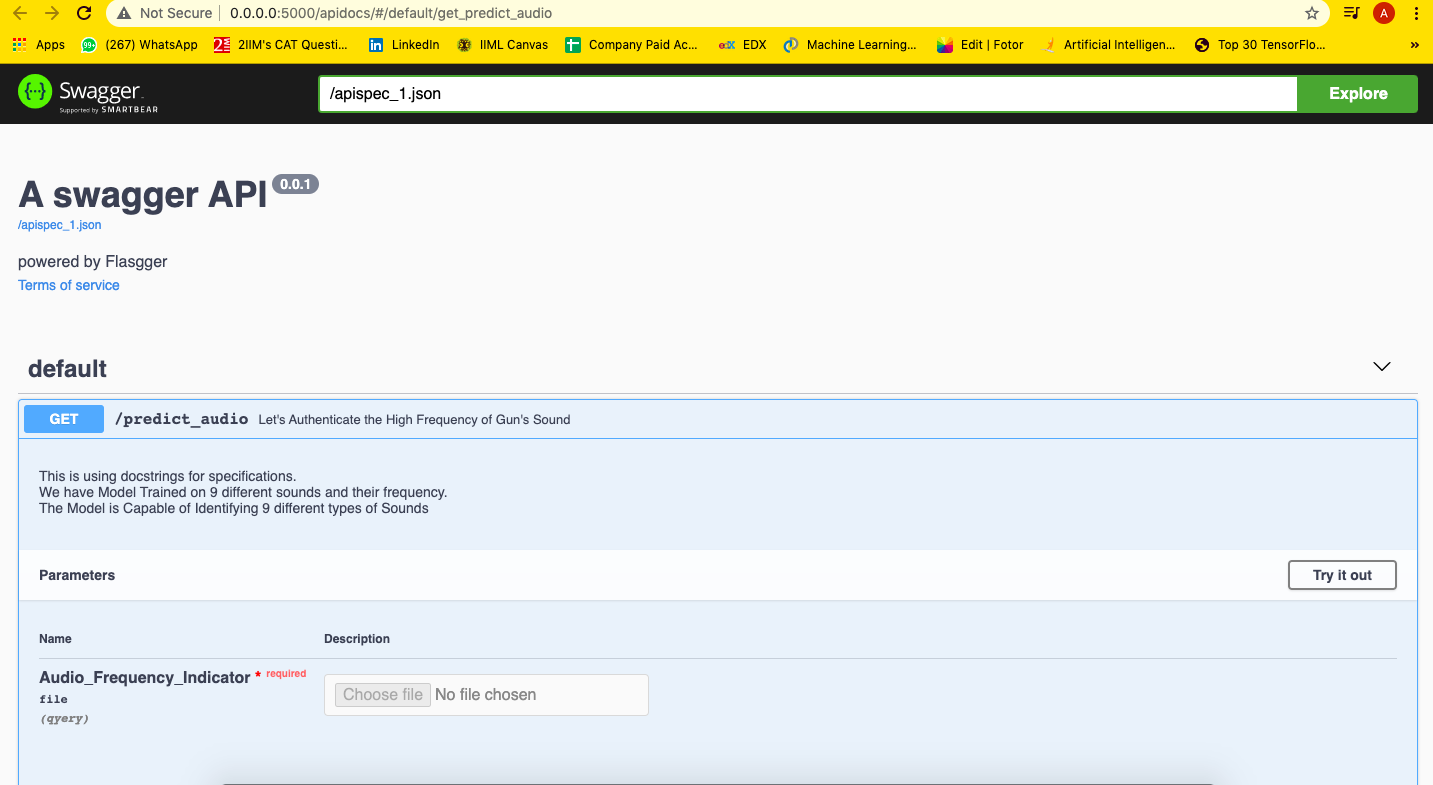 Not Secure 0.0.0.0:5000/apidocs/#/default/get_predict_audio A
Apps 99+ (267) WhatsApp 2IIM's CAT Questi... LinkedIn IIML Canvas Company Paid Ac... edX EDX Machine Learning... Edit | Fotor Artificial Intelligen... Top 30 TensorFlo... »
{··} Swagger. /apispec_1.json Explore
Supported by SMARTBEAR
A swagger API 0.0.1
/apispec_1.json
powered by Flasgger
Terms of service
default
GET /predict_audio Let's Authenticate the High Frequency of Gun's Sound
This is using docstrings for specifications.
We have Model Trained on 9 different sounds and their frequency.
The Model is Capable of Identifying 9 different types of Sounds
Parameters Try it out
Name Description
Audio_Frequency_Indicator * required
Choose file No file chosen
file
(qyery)